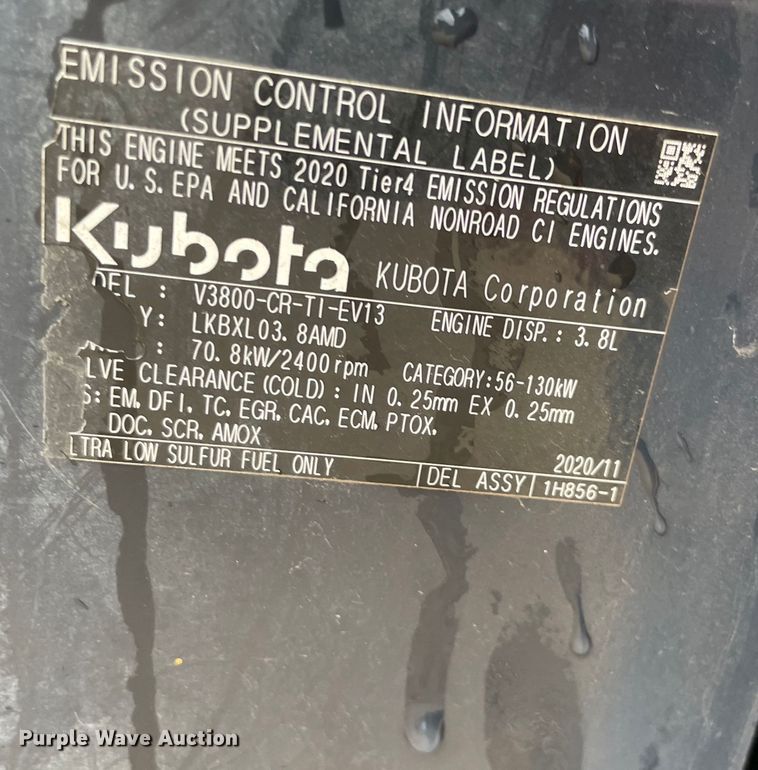 EMISSION CONTROL INFORMATION
(SUPPLEMENTAL LABEL)
THIS ENGINE MEETS 2020 Tier4 EMISSION REGULATIONS
FOR U.S.EPA AND CALIFORNIA NONROAD CI ENGINES.
Kubota KUBOTA Corporation
DEL : V3800-CR-TI-EV13 ENGINE DISP.: 3.8L
Y: LKBXL03.8AMD
: 70.8kW/2400rpm CATEGORY:56-130kW
LVE CLEARANCE(COLD): IN 0.25mm EX 0.25mm
S: EM, DFI, TC, EGR, CAC, ECM, PTOX,
DOC, SCR, AMOX
2020/11
LTRA LOW SULFUR FUEL ONLY DEL ASSY 1H856-1
Purple Wave Auction